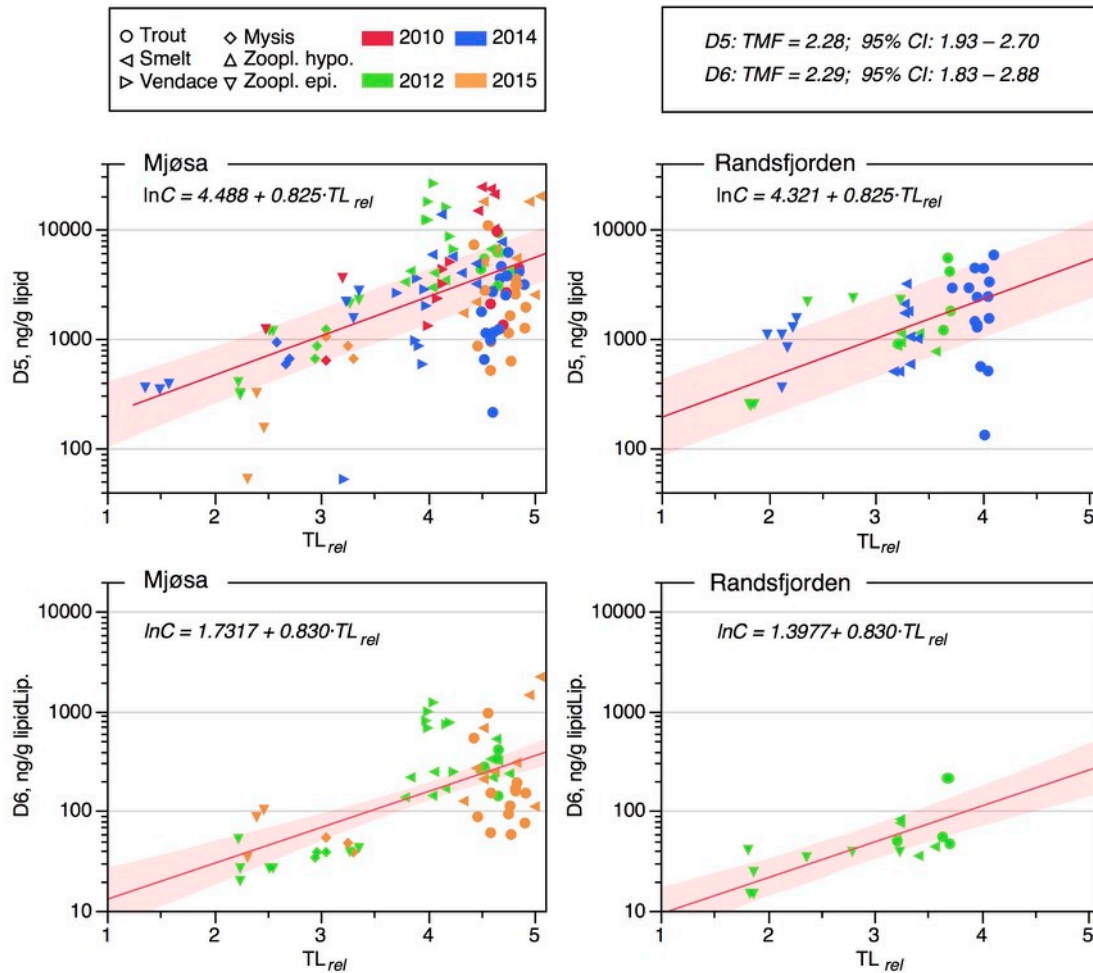 Trout Mysis 2010 2014
Smelt Zoopl. hypo.
Vendace Zoopl. epi. 2012 2015
D5: TMF = 2.28; 95% CI: 1.93 – 2.70
D6: TMF = 2.29; 95% CI: 1.83 – 2.88
Mjøsa
lnC = 4.488 + 0.825·TLrel
D5, ng/g lipid
10000
1000
100
1 2 3 4 5
TLrel
Randsfjorden
lnC = 4.321 + 0.825·TLrel
D5, ng/g lipid
10000
1000
100
1 2 3 4 5
TLrel
Mjøsa
lnC = 1.7317 + 0.830·TLrel
D6, ng/g lipidLip.
10000
1000
100
10
1 2 3 4 5
TLrel
Randsfjorden
lnC = 1.3977+ 0.830·TLrel
D6, ng/g lipidLip.
10000
1000
100
10
1 2 3 4 5
TLrel